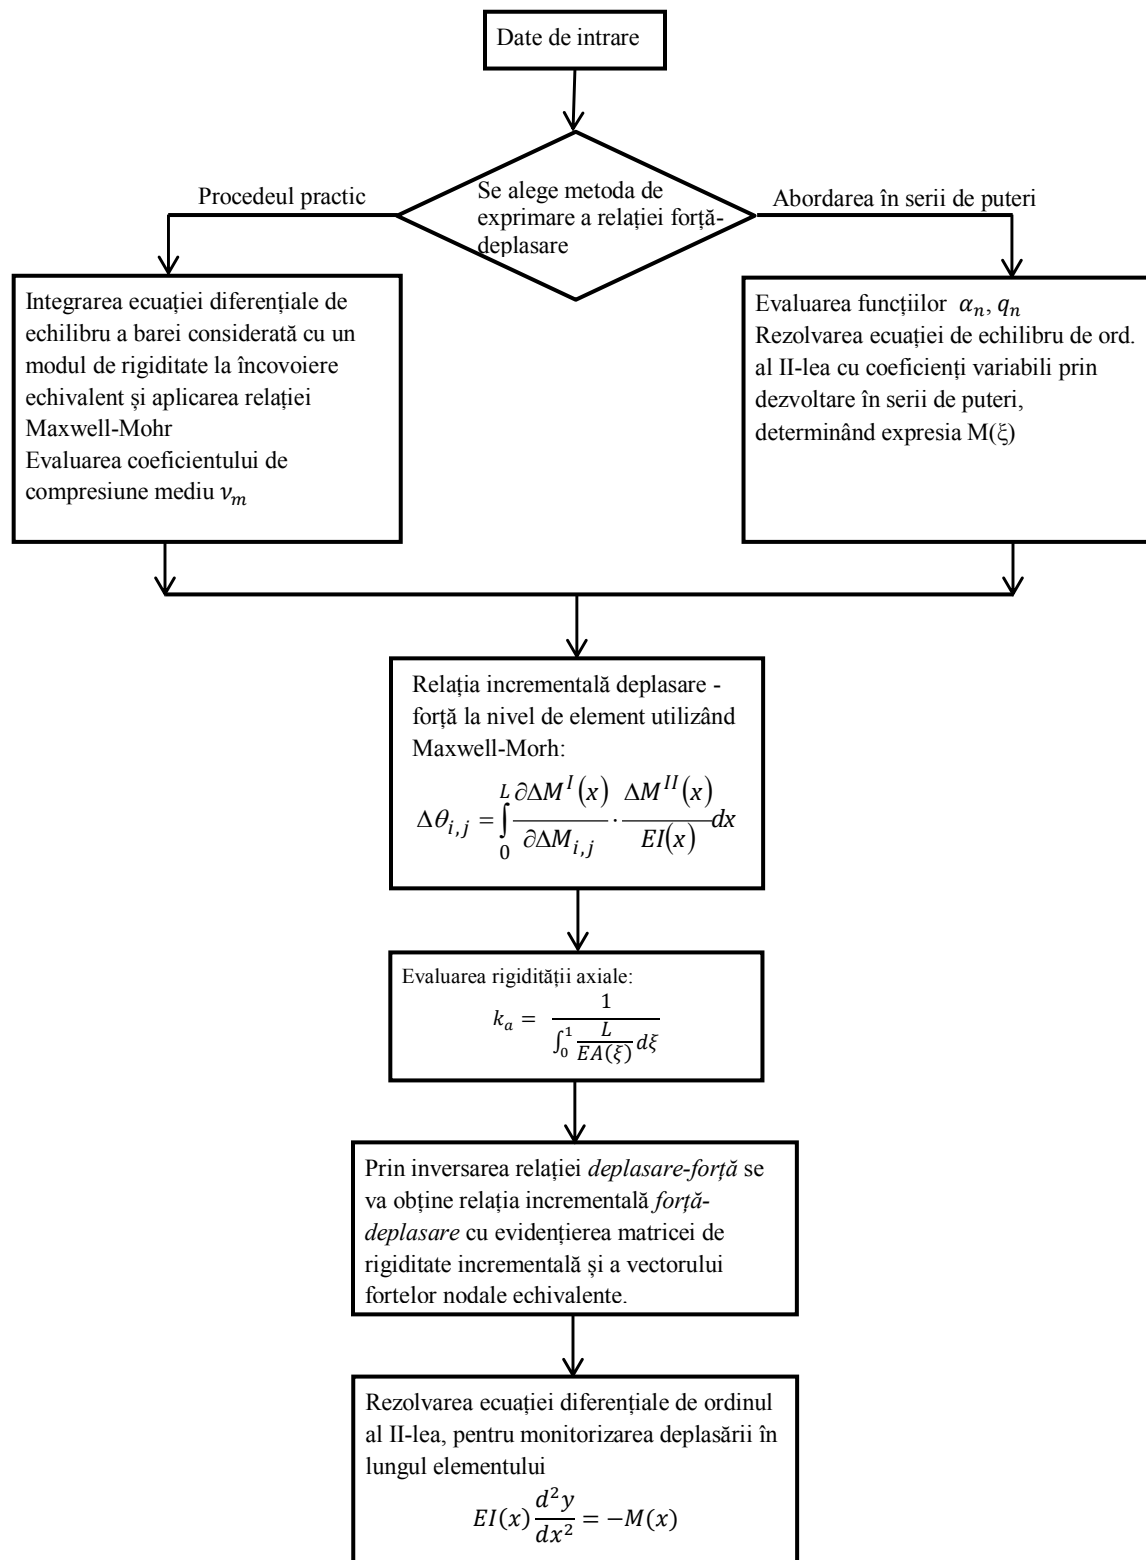 Date de intrare
Procedeul practic
Se alege metoda de
exprimare a relației forță-
deplasare
Abordarea în serii de puteri
Integrarea ecuației diferențiale de
echilibru a barei considerată cu un
modul de rigiditate la încovoiere
echivalent și aplicarea relației
Maxwell-Mohr
Evaluarea coeficientului de
compresiune mediu ν_m
Evaluarea funcțiilor α_n, q_n
Rezolvarea ecuației de echilibru de ord.
al II-lea cu coeficienți variabili prin
dezvoltare în serii de puteri,
determinând expresia M(ξ)
Relația incrementală deplasare -
forță la nivel de element utilizând
Maxwell-Morh:
Δθ_{i,j} = ∫_0^L ∂ΔM^I(x)/∂ΔM_{i,j} · ΔM^{II}(x)/EI(x) dx
Evaluarea rigidității axiale:
k_a = 1/(∫_0^1 L/EA(ξ) dξ)
Prin inversarea relației deplasare-forță se
va obține relația incrementală forță-
deplasare cu evidențierea matricei de
rigiditate incrementală și a vectorului
fortelor nodale echivalente.
Rezolvarea ecuației diferențiale de ordinul
al II-lea, pentru monitorizarea deplasării în
lungul elementului
EI(x) d²y/dx² = −M(x)